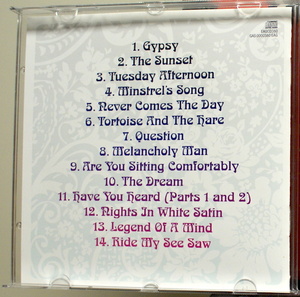 1. Gypsy
2. The Sunset
3. Tuesday Afternoon
4. Minstrel's Song
5. Never Comes The Day
6. Tortoise And The Hare
7. Question
8. Melancholy Man
9. Are You Sitting Comfortably
10. The Dream
11. Have You Heard (Parts 1 and 2)
12. Nights In White Satin
13. Legend Of A Mind
14. Ride My See Saw